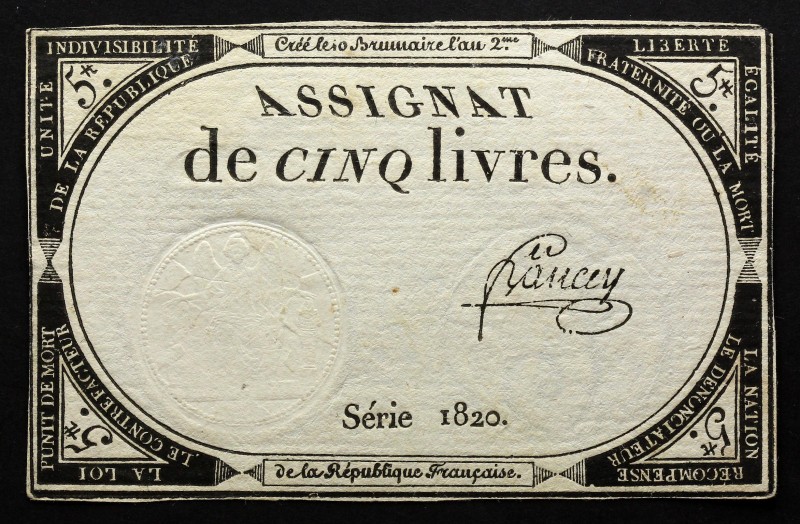 Créé le 10 Brumaire l'an 2.me
UNITÉ INDIVISIBILITÉ
DE LA RÉPUBLIQUE
5#
LIBERTÉ ÉGALITÉ
FRATERNITÉ OU LA MORT
5#
ASSIGNAT
de CINQ livres.
Francey
Série 1820.
LA LOI PUNIT DE MORT
LE CONTREFACTEUR
5#
LA NATION RÉCOMPENSE
LE DÉNONCIATEUR
5#
de la République Française.